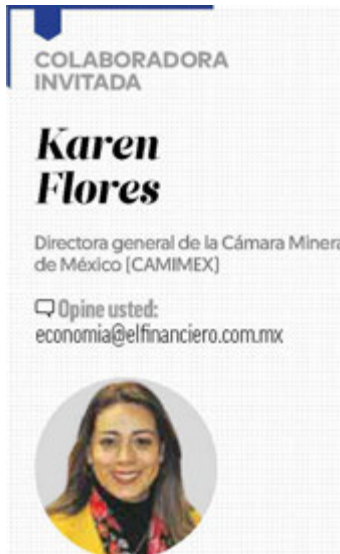 COLABORADORA
INVITADA
Karen
Flores
Directora general de la Cámara Minera
de México [CAMIMEX]
Opine usted:
economia@elfinanciero.com.mx